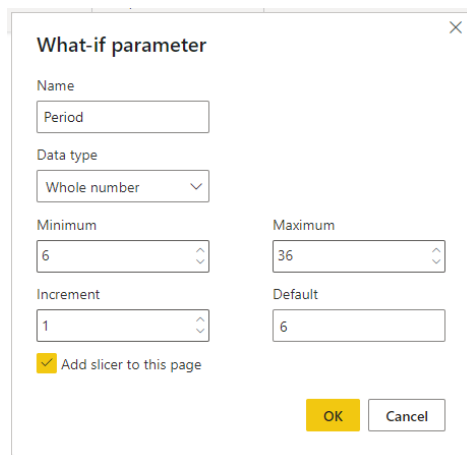 What-if parameter
Name
Period
Data type
Whole number
Minimum
Maximum
6
36
Increment
Default
1
6
Add slicer to this page
OK
Cancel